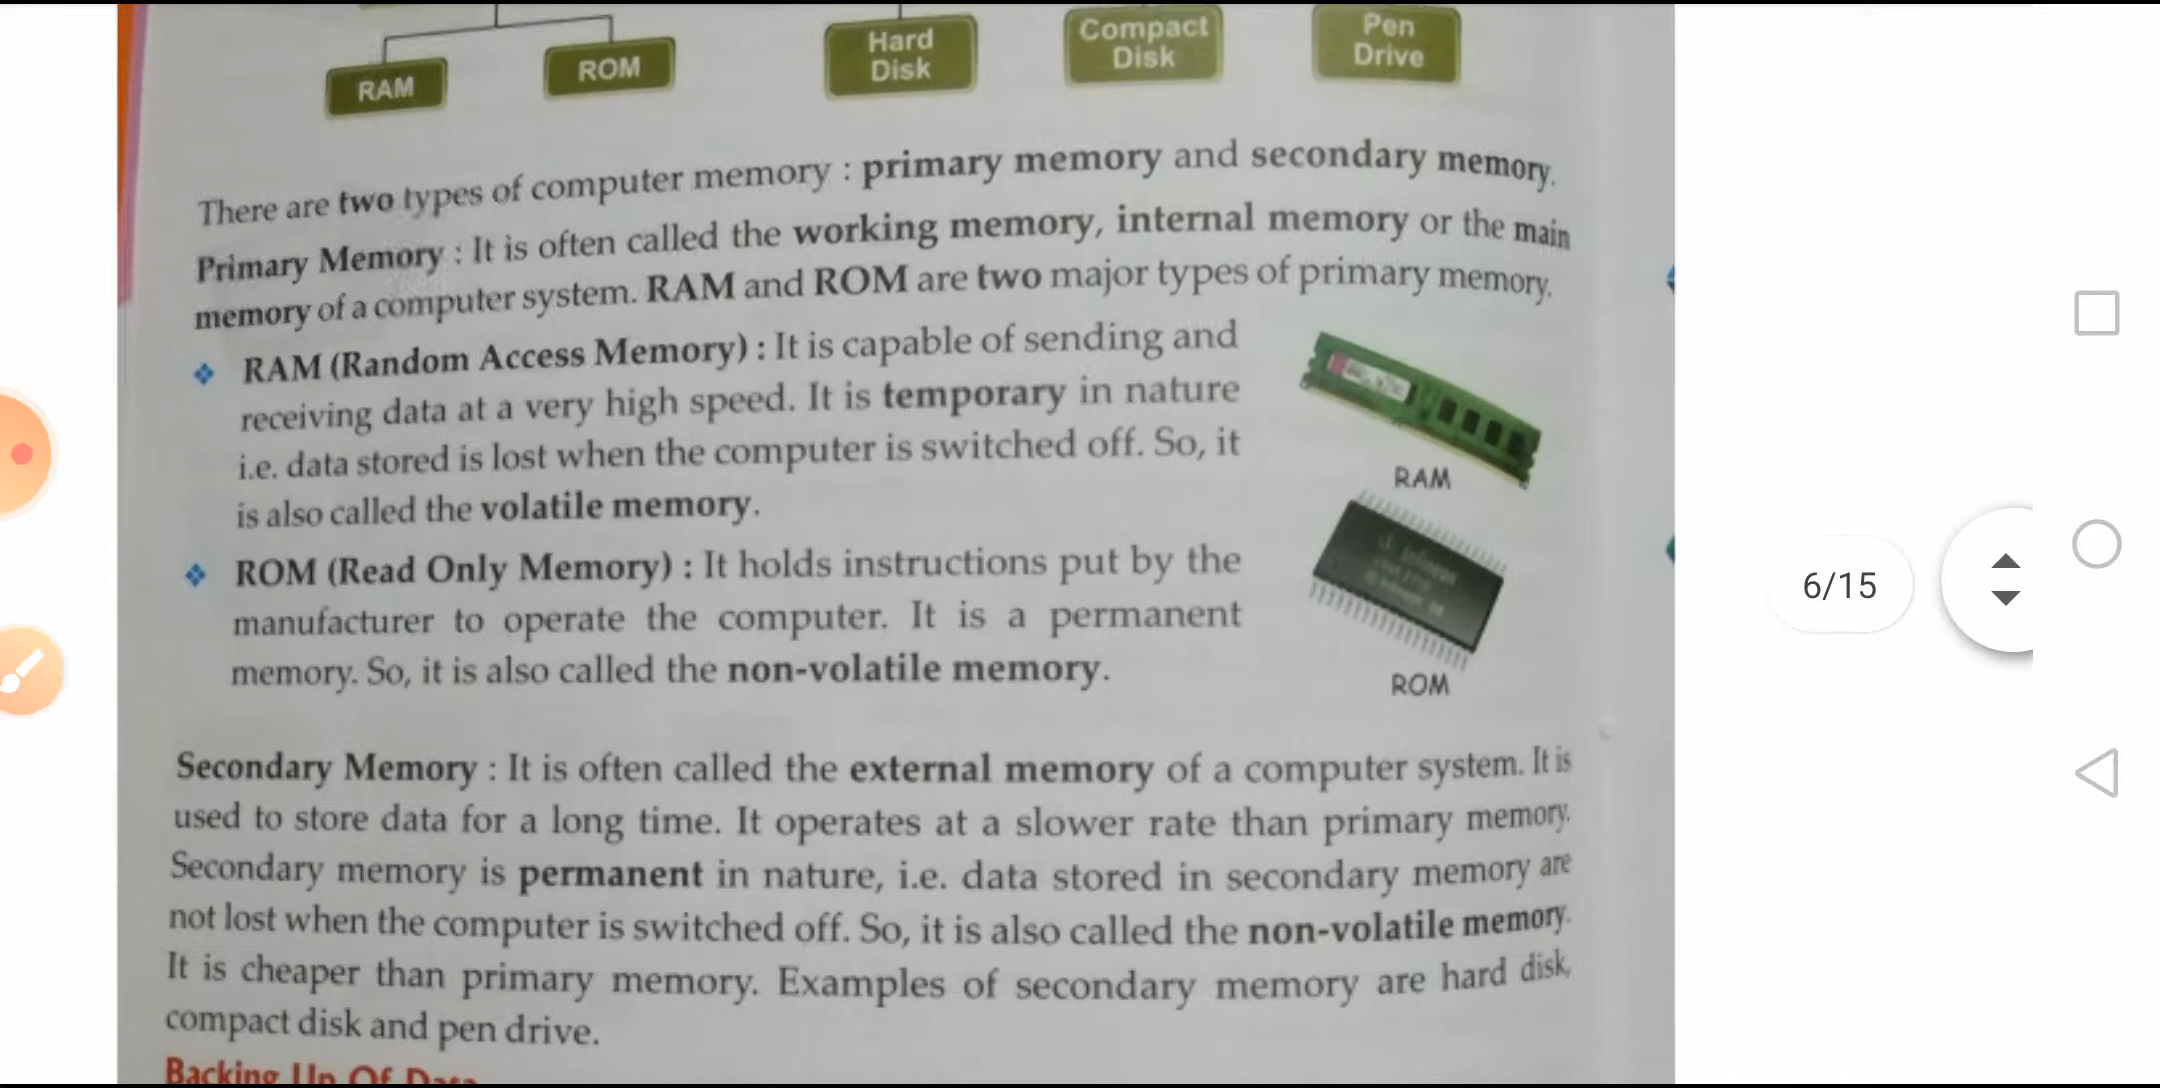 RAM
ROM
Hard
Disk
Compact
Disk
Pen
Drive
There are two types of computer memory : primary memory and secondary memory.
Primary Memory : It is often called the working memory, internal memory or the main
memory of a computer system. RAM and ROM are two major types of primary memory.
RAM (Random Access Memory) : It is capable of sending and
receiving data at a very high speed. It is temporary in nature
i.e. data stored is lost when the computer is switched off. So, it
is also called the volatile memory.
RAM
ROM (Read Only Memory) : It holds instructions put by the
manufacturer to operate the computer. It is a permanent
memory. So, it is also called the non-volatile memory.
ROM
6/15
Secondary Memory : It is often called the external memory of a computer system. It is
used to store data for a long time. It operates at a slower rate than primary memory.
Secondary memory is permanent in nature, i.e. data stored in secondary memory are
not lost when the computer is switched off. So, it is also called the non-volatile memory.
It is cheaper than primary memory. Examples of secondary memory are hard disk,
compact disk and pen drive.
Backing Up Of Data